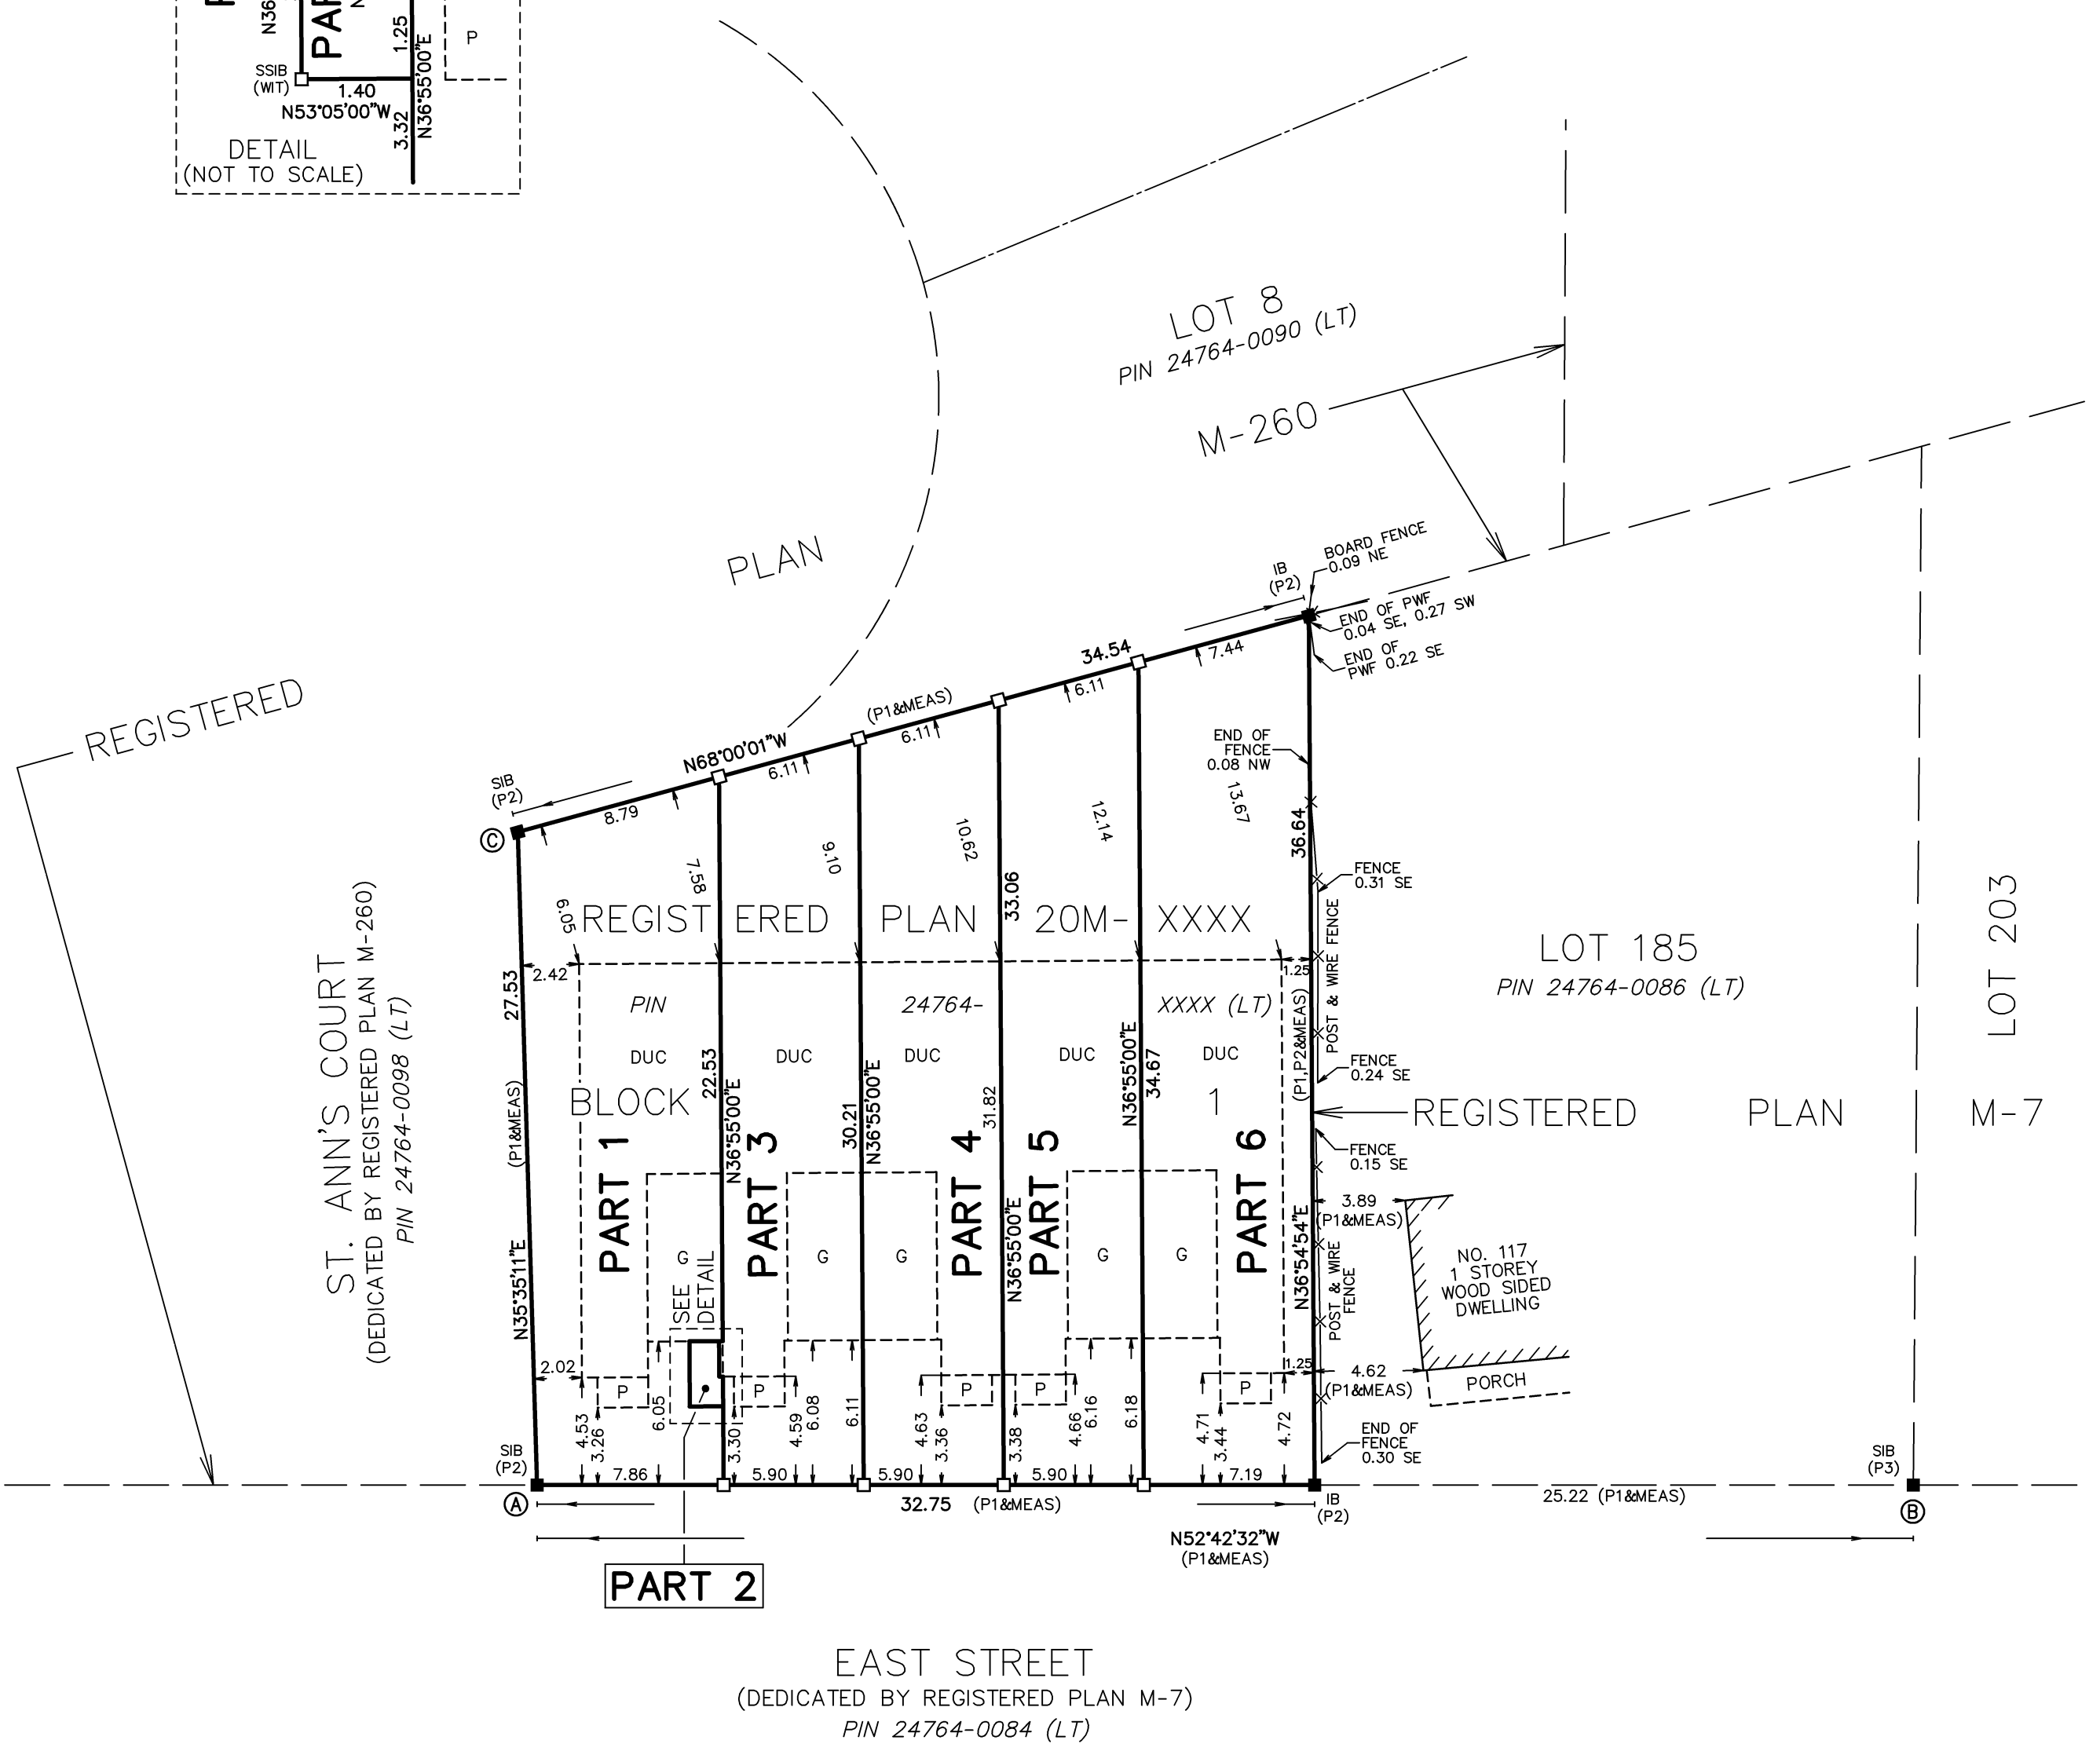 N36
PAR
1.25
P
SSIB
(WIT)
1.40
N53°05'00"W
3.32
N36°55'00"E
DETAIL
(NOT TO SCALE)
LOT 8
PIN 24764-0090 (LT)
M-260
PLAN
REGISTERED
BOARD FENCE
0.09 NE
IB
(P2)
END OF PWF
0.04 SE, 0.27 SW
END OF
PWF 0.22 SE
34.54
7.44
6.11
(P1&MEAS)
6.11
N68°00'01"W
6.11
SIB
(P2)
8.79
C
END OF
FENCE
0.08 NW
13.67
12.14
10.62
9.10
7.58
6.05
36.64
33.06
FENCE
0.31 SE
REGISTERED PLAN 20M-XXXX
POST & WIRE FENCE
LOT 185
PIN 24764-0086 (LT)
LOT 203
2.42
1.25
27.53
PIN 24764-XXXX (LT)
(P1,P2&MEAS)
DUC
DUC
DUC
DUC
DUC
22.53
N36°55'00"E
30.21
N36°55'00"E
31.82
N36°55'00"E
N36°55'00"E
34.67
FENCE
0.24 SE
BLOCK 1
(P1&MEAS)
REGISTERED PLAN M-7
ST. ANN'S COURT
(DEDICATED BY REGISTERED PLAN M-260)
PIN 24764-0098 (LT)
PART 1
PART 3
PART 4
PART 5
PART 6
FENCE
0.15 SE
3.89
(P1&MEAS)
N35°35'11"E
N36°54'54"E
G
G
G
G
G
SEE
DETAIL
POST & WIRE
FENCE
NO. 117
1 STOREY
WOOD SIDED
DWELLING
PORCH
2.02
1.25
4.62
(P1&MEAS)
P
P
P
P
P
4.53
3.26
6.05
3.30
4.59
6.08
6.11
4.63
3.36
3.38
4.66
6.16
6.18
4.71
3.44
4.72
END OF
FENCE
0.30 SE
SIB
(P2)
7.86
5.90
5.90
5.90
7.19
SIB
(P3)
A
32.75 (P1&MEAS)
IB
(P2)
25.22 (P1&MEAS)
B
N52°42'32"W
(P1&MEAS)
PART 2
EAST STREET
(DEDICATED BY REGISTERED PLAN M-7)
PIN 24764-0084 (LT)